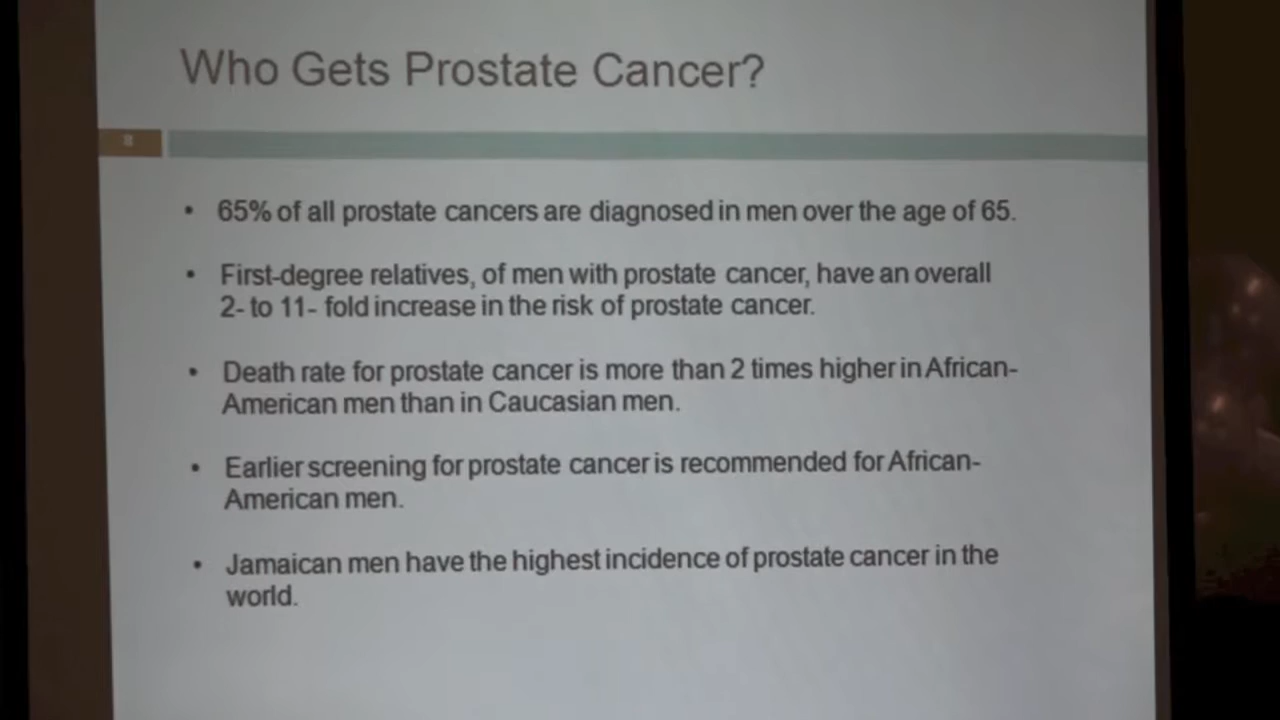 Who Gets Prostate Cancer?
8
• 65% of all prostate cancers are diagnosed in men over the age of 65.
• First-degree relatives, of men with prostate cancer, have an overall
2- to 11- fold increase in the risk of prostate cancer.
• Death rate for prostate cancer is more than 2 times higher in African-
American men than in Caucasian men.
• Earlier screening for prostate cancer is recommended for African-
American men.
• Jamaican men have the highest incidence of prostate cancer in the
world.